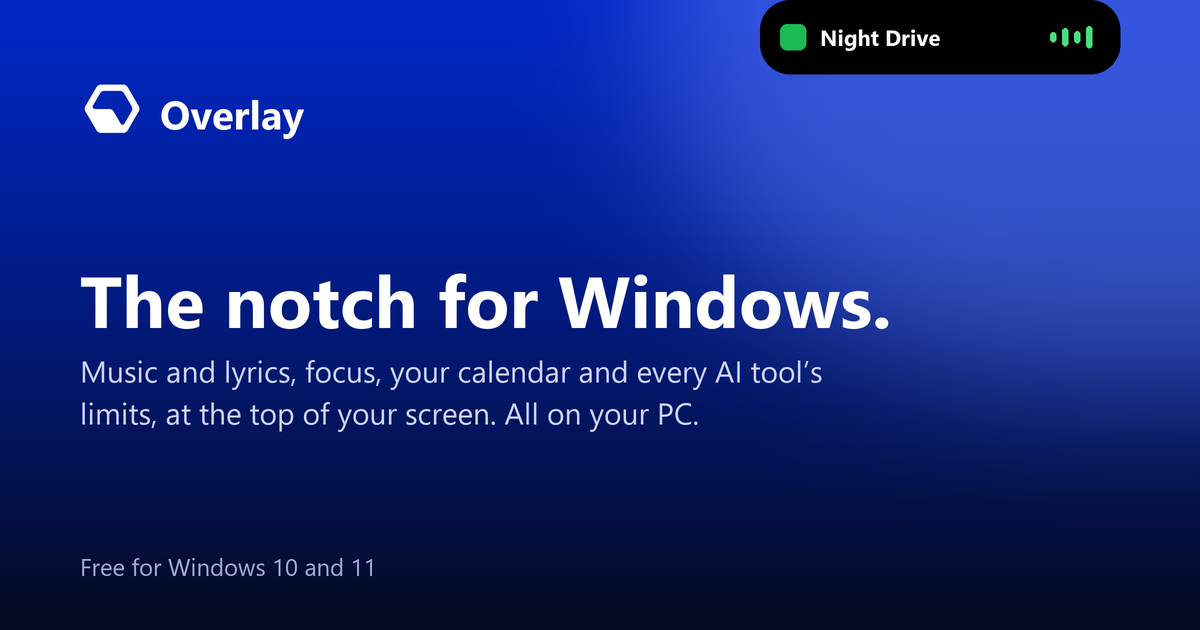 Night Drive
Overlay
The notch for Windows.
Music and lyrics, focus, your calendar and every AI tool’s
limits, at the top of your screen. All on your PC.
Free for Windows 10 and 11